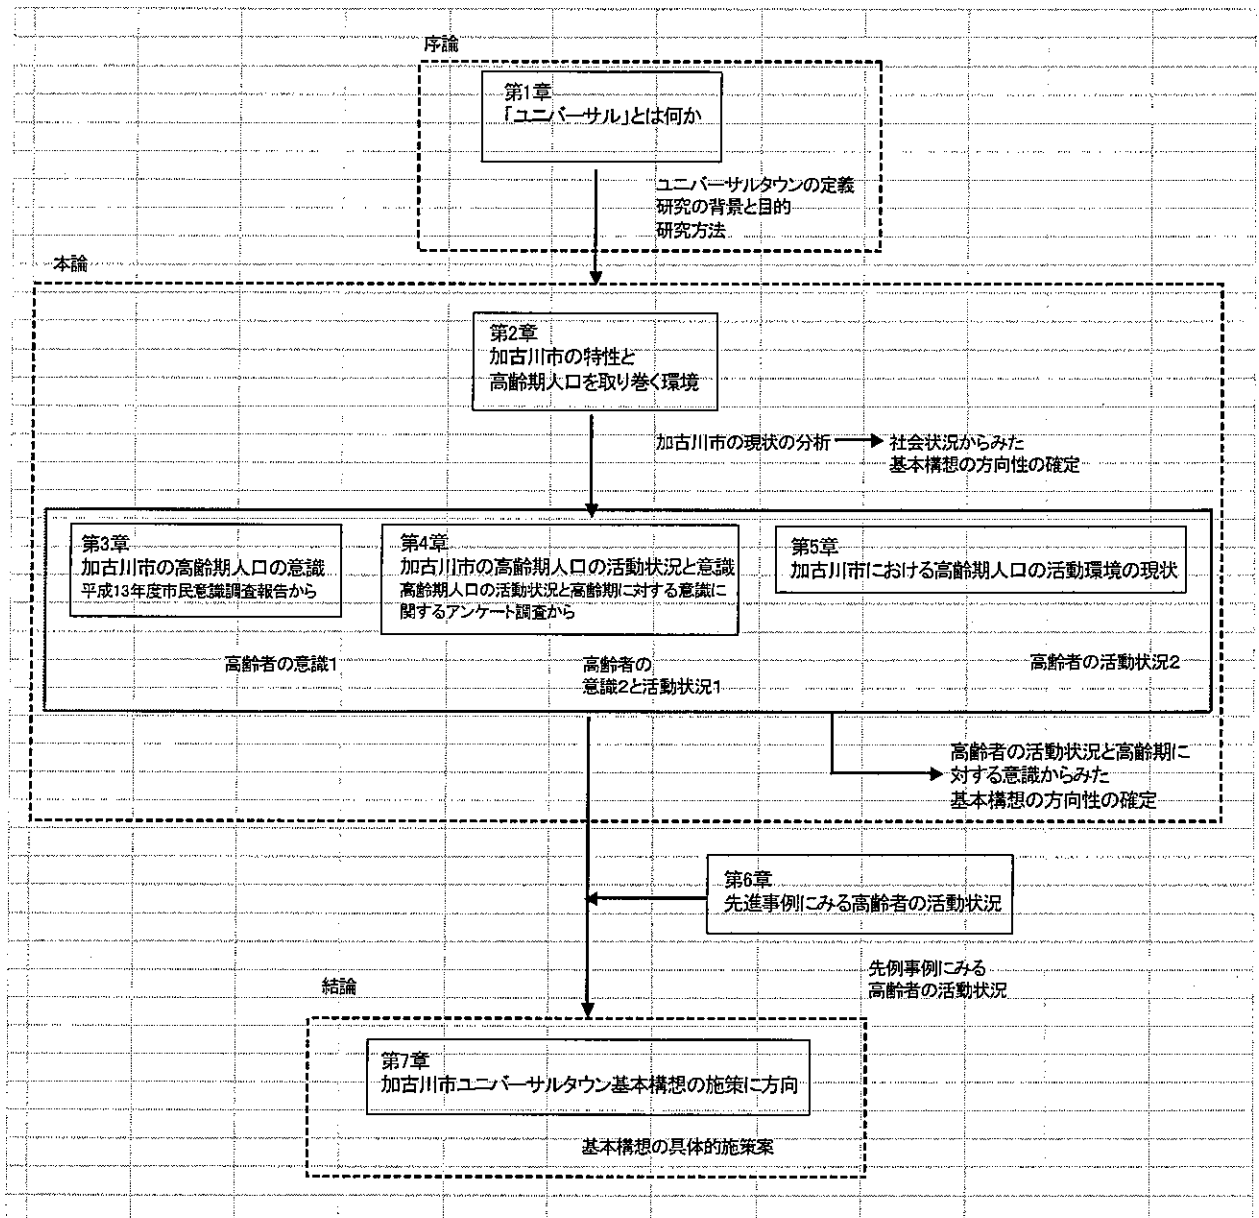 序論
第1章
「ユニバーサル」とは何か
ユニバーサルタウンの定義
研究の背景と目的
研究方法
本論
第2章
加古川市の特性と
高齢期人口を取り巻く環境
加古川市の現状の分析
社会状況からみた
基本構想の方向性の確定
第3章
加古川市の高齢期人口の意識
平成13年度市民意識調査報告から
第4章
加古川市の高齢期人口の活動状況と意識
高齢期人口の活動状況と高齢期に対する意識に
関するアンケート調査から
第5章
加古川市における高齢期人口の活動環境の現状
高齢者の意識1
高齢者の
意識2と活動状況1
高齢者の活動状況2
高齢者の活動状況と高齢期に
対する意識からみた
基本構想の方向性の確定
第6章
先進事例にみる高齢者の活動状況
先例事例にみる
高齢者の活動状況
結論
第7章
加古川市ユニバーサルタウン基本構想の施策に方向
基本構想の具体的施策案